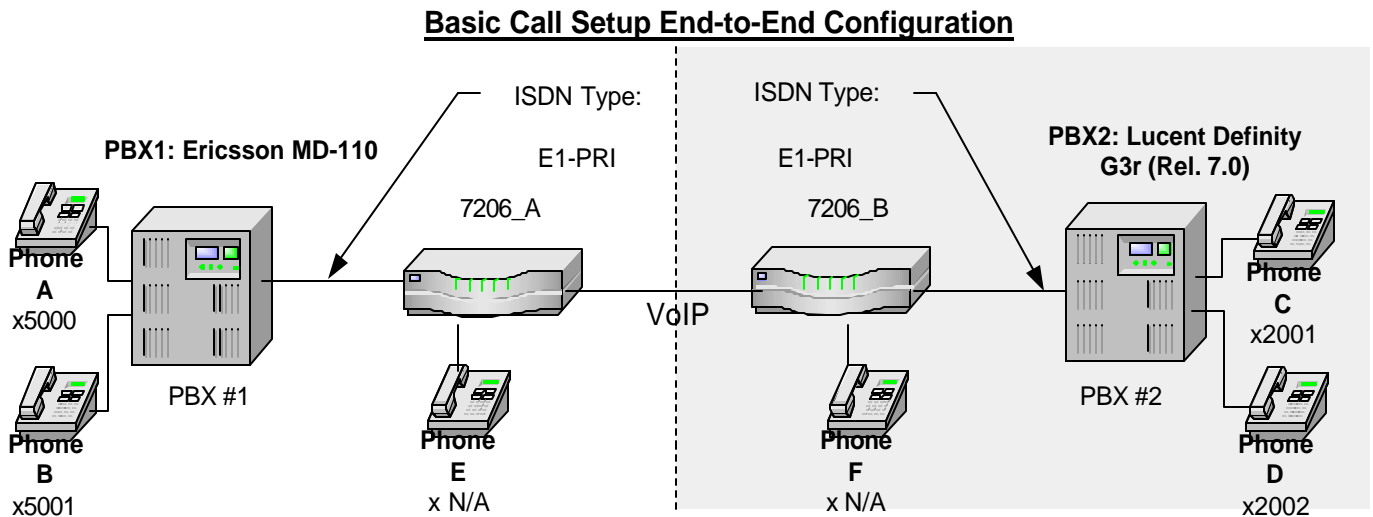 Basic Call Setup End-to-End Configuration
ISDN Type:
E1-PRI
ISDN Type:
E1-PRI
PBX1: Ericsson MD-110
PBX2: Lucent Definity
G3r (Rel. 7.0)
7206_A
7206_B
Phone
A
x5000
Phone
B
x5001
PBX #1
Phone
E
x N/A
VoIP
Phone
F
x N/A
PBX #2
Phone
C
x2001
Phone
D
x2002